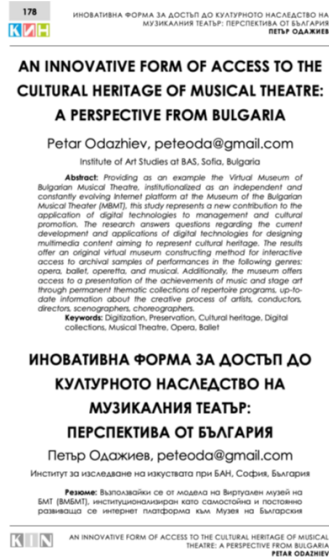 178
ИНОВАТИВНА ФОРМА ЗА ДОСТЪП ДО КУЛТУРНОТО НАСЛЕДСТВО НА
МУЗИКАЛНИЯ ТЕАТЪР: ПЕРСПЕКТИВА ОТ БЪЛГАРИЯ
ПЕТЪР ОДАЖИЕВ
КИН
AN INNOVATIVE FORM OF ACCESS TO THE
CULTURAL HERITAGE OF MUSICAL THEATRE:
A PERSPECTIVE FROM BULGARIA
Petar Odazhiev, peteoda@gmail.com
Institute of Art Studies at BAS, Sofia, Bulgaria
Abstract: Providing as an example the Virtual Museum of
Bulgarian Musical Theatre, institutionalized as an independent and
constantly evolving Internet platform at the Museum of the Bulgarian
Musical Theater (MBMT), this study represents a new contribution to the
application of digital technologies to management and cultural
promotion. The research answers questions regarding the current
development and applications of digital technologies for designing
multimedia content aiming to represent cultural heritage. The results
offer an original virtual museum constructing method for interactive
access to archival samples of performances in the following genres:
opera, ballet, operetta, and musical. Additionally, the museum offers
access to a presentation of the achievements of music and stage art
through permanent thematic collections of repertoire programs, up-to-
date information about the creative process of artists, conductors,
directors, scenographers, choreographers.
Keywords: Digitization, Preservation, Cultural heritage, Digital
collections, Musical Theatre, Opera, Ballet
ИНОВАТИВНА ФОРМА ЗА ДОСТЪП ДО
КУЛТУРНОТО НАСЛЕДСТВО НА
МУЗИКАЛНИЯ ТЕАТЪР:
ПЕРСПЕКТИВА ОТ БЪЛГАРИЯ
Петър Одажиев, peteoda@gmail.com
Институт за изследване на изкуствата при БАН, София, България
Резюме: Възползвайки се от модела на Виртуален музей на
БМТ (ВМБМТ), институционализиран като самостойна и постоянно
развиваща се интернет платформа към Музея на Българския
KIN
AN INNOVATIVE FORM OF ACCESS TO THE CULTURAL HERITAGE OF MUSICAL
THEATRE: A PERSPECTIVE FROM BULGARIA
PETAR ODAZHIEV